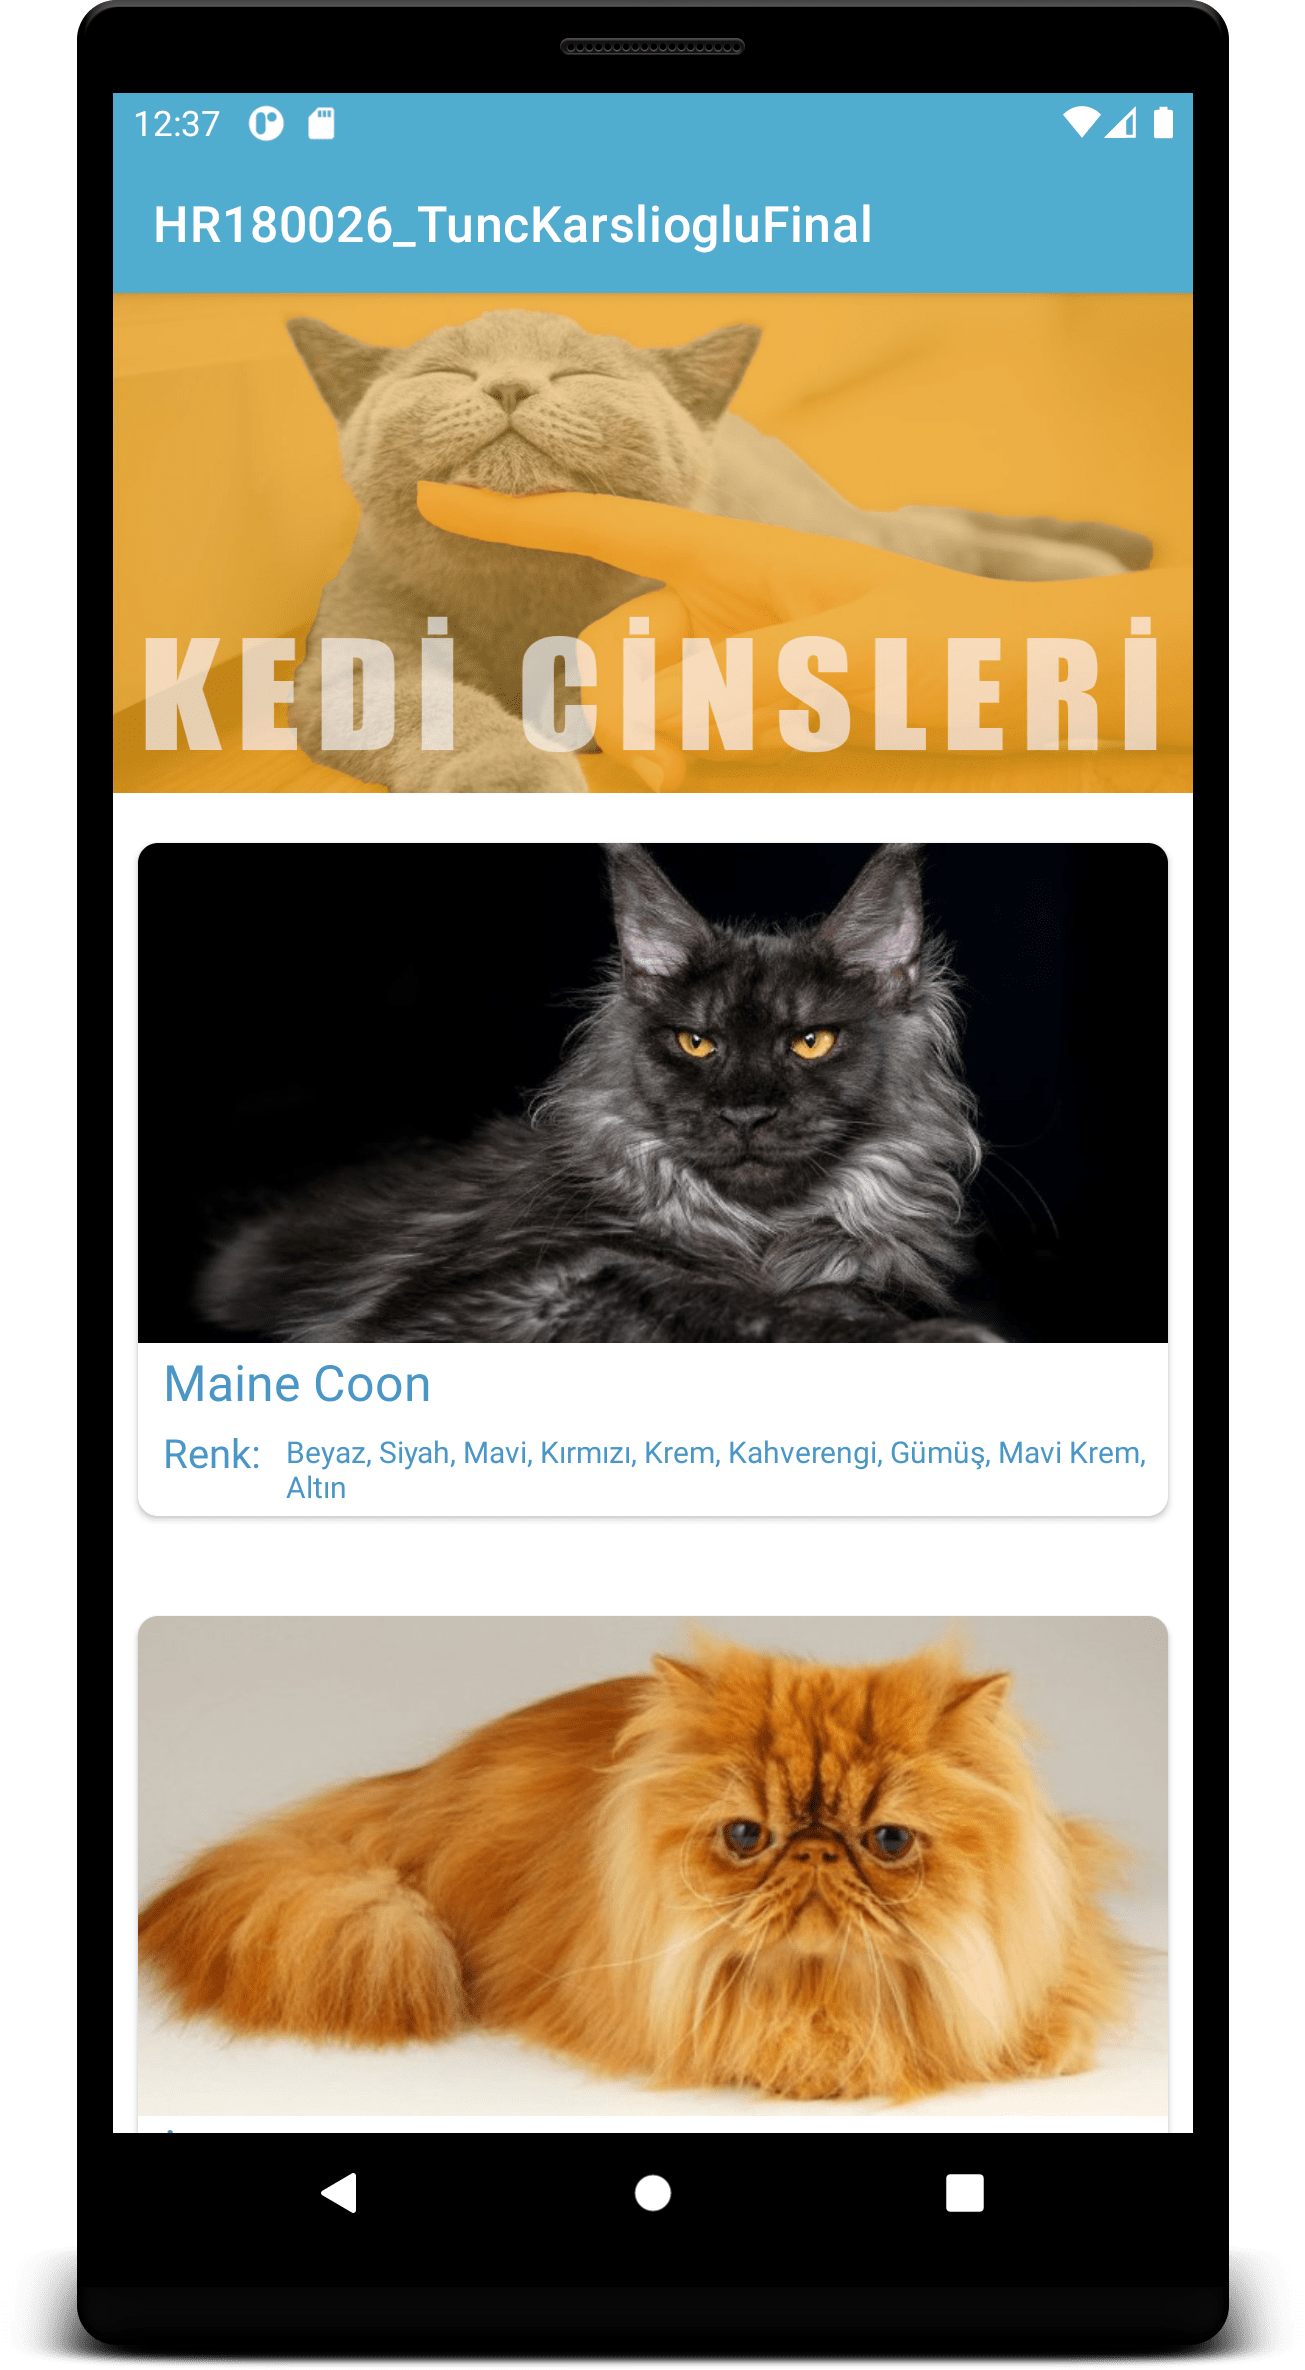 12:37
HR180026_TuncKarsliogluFinal
KEDİ CİNSLERİ
Maine Coon
Renk: Beyaz, Siyah, Mavi, Kırmızı, Krem, Kahverengi, Gümüş, Mavi Krem,
Altın